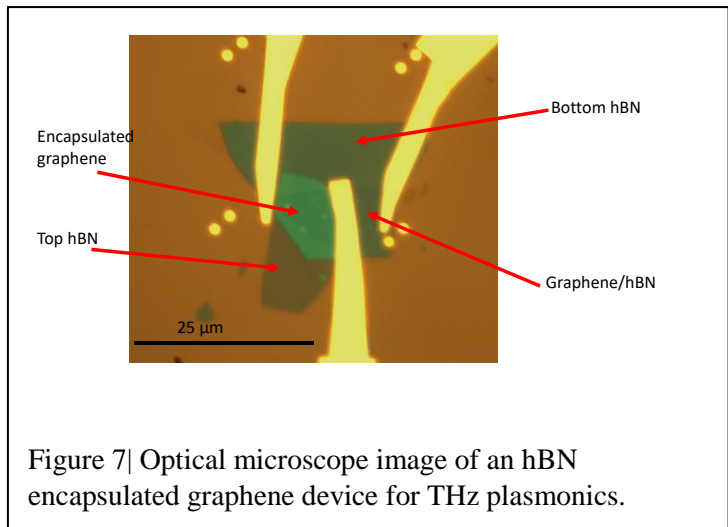 Bottom hBN
Encapsulated
graphene
Top hBN
Graphene/hBN
25 µm
Figure 7| Optical microscope image of an hBN
encapsulated graphene device for THz plasmonics.